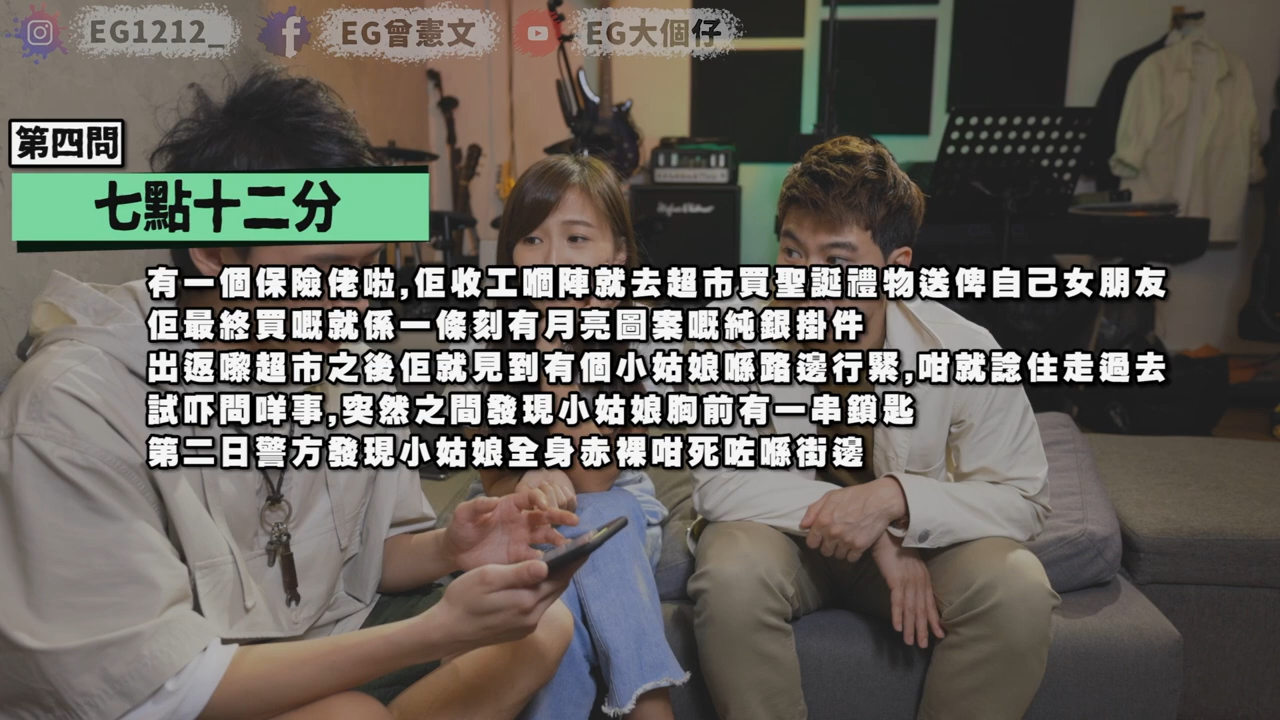 EG1212_
EG曾憲文
EG大個仔
第四問
七點十二分
有一個保險佬啦,佢收工嗰陣就去超市買聖誕禮物送俾自己女朋友
佢最終買嘅就係一條刻有月亮圖案嘅純銀掛件
出返嚟超市之後佢就見到有個小姑娘喺路邊行緊,咁就諗住走過去
試吓問咩事,突然之間發現小姑娘胸前有一串鎖匙
第二日警方發現小姑娘全身赤裸咁死咗喺街邊